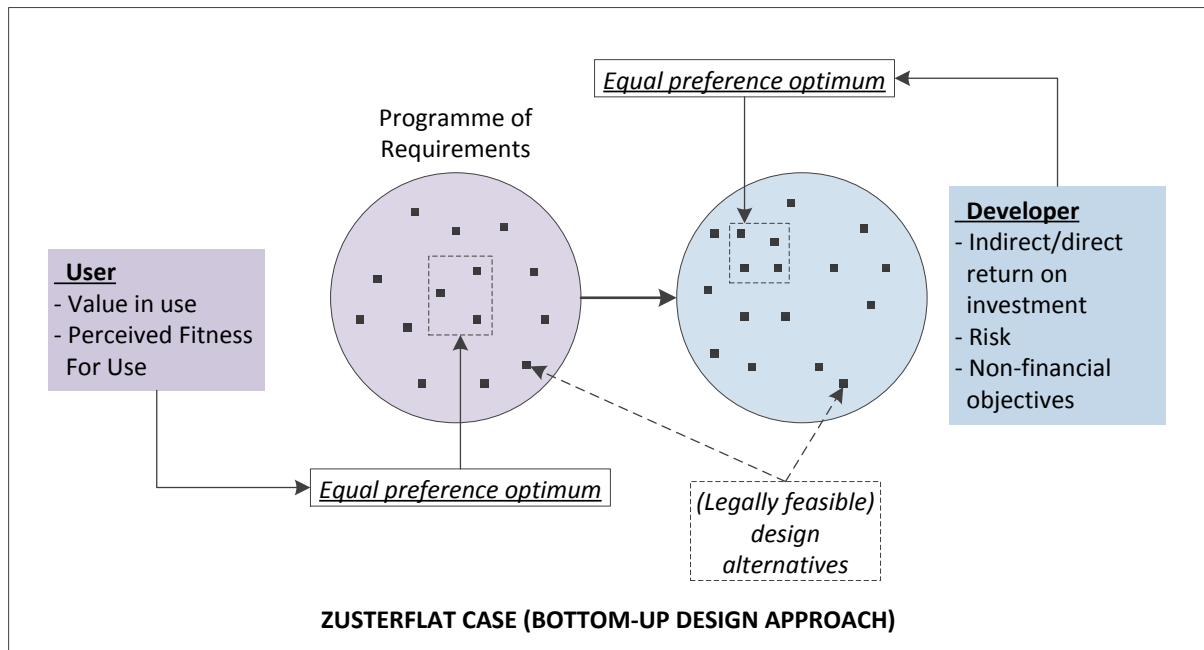 Equal preference optimum
Programme of
Requirements
User
- Value in use
- Perceived Fitness
For Use
Developer
- Indirect/direct
return on
investment
- Risk
- Non-financial
objectives
Equal preference optimum
(Legally feasible)
design
alternatives
ZUSTERFLAT CASE (BOTTOM-UP DESIGN APPROACH)